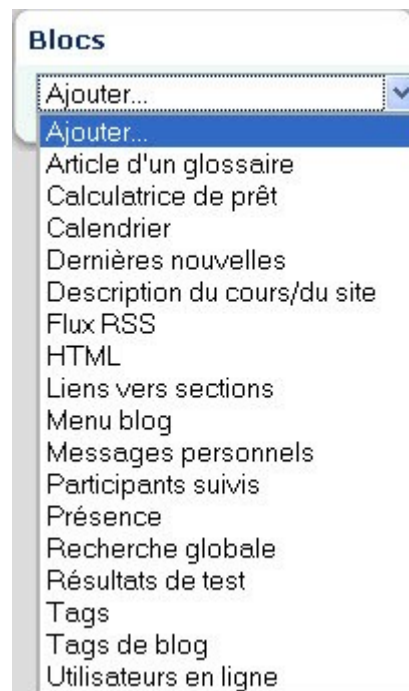 Blocs
Ajouter...
Ajouter...
Article d'un glossaire
Calculatrice de prêt
Calendrier
Dernières nouvelles
Description du cours/du site
Flux RSS
HTML
Liens vers sections
Menu blog
Messages personnels
Participants suivis
Présence
Recherche globale
Résultats de test
Tags
Tags de blog
Utilisateurs en ligne